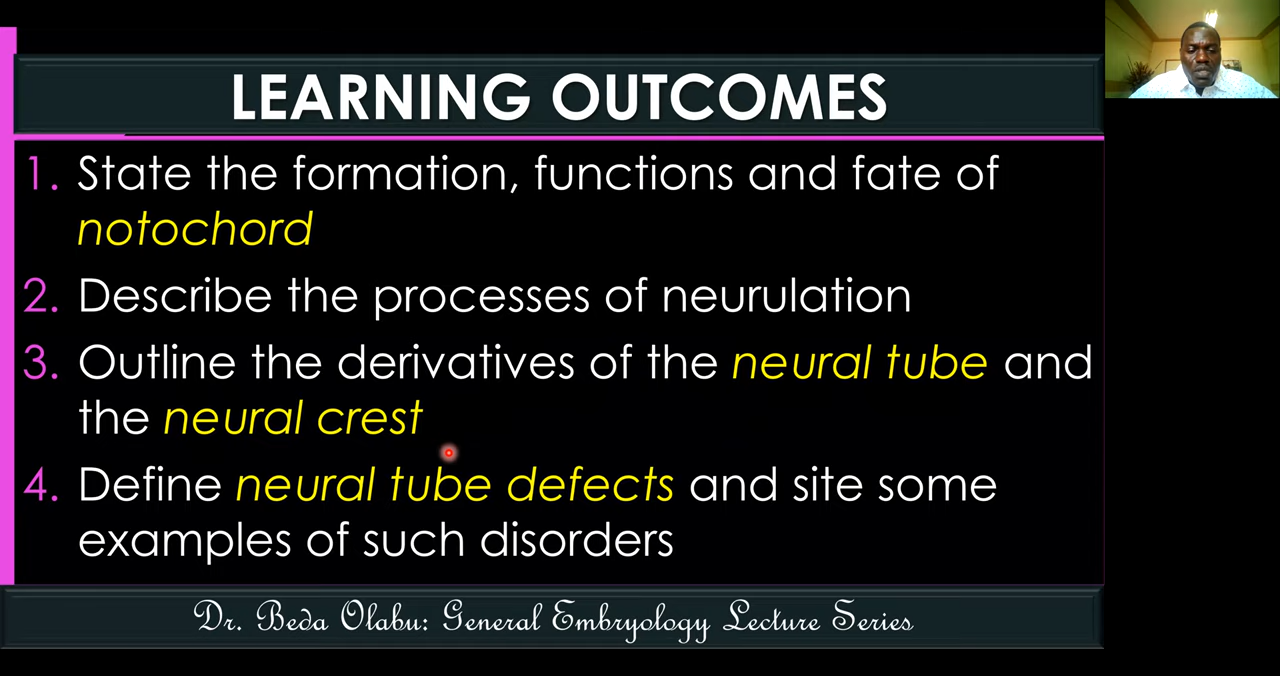 LEARNING OUTCOMES
1. State the formation, functions and fate of
notochord
2. Describe the processes of neurulation
3. Outline the derivatives of the neural tube and
the neural crest
4. Define neural tube defects and site some
examples of such disorders
Dr. Beda Olabu: General Embryology Lecture Series